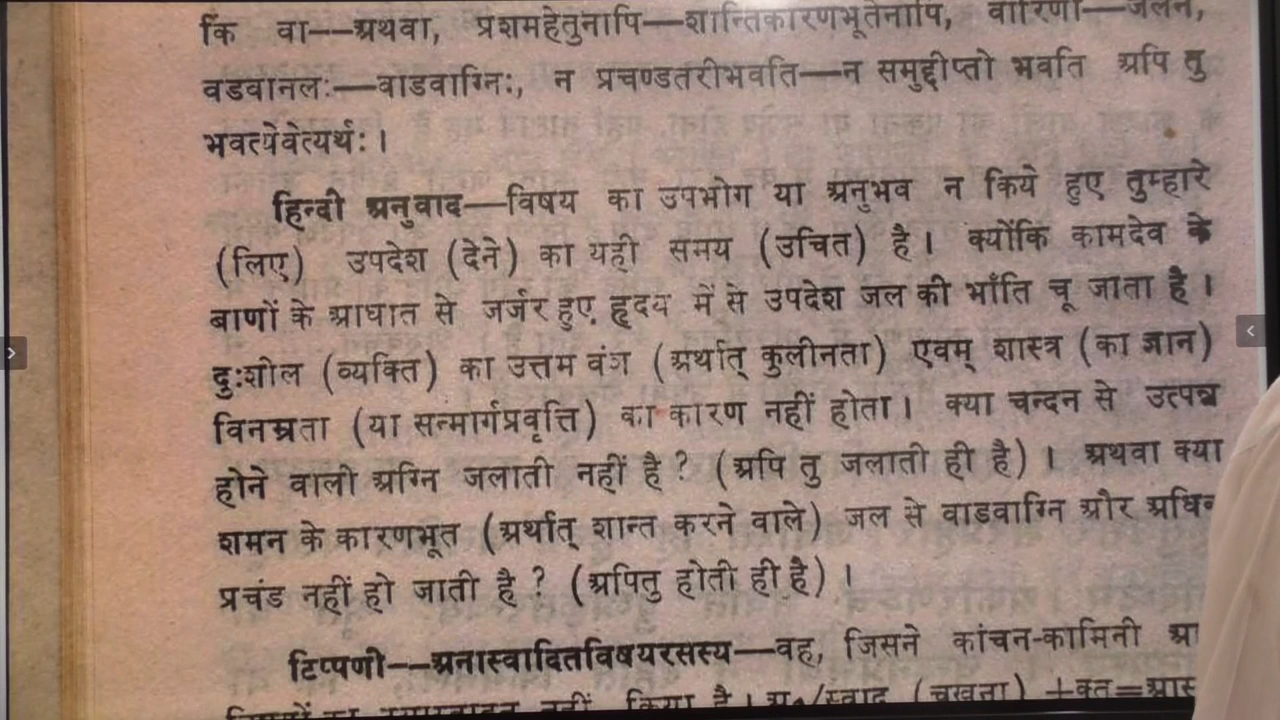 कि वा——अथवा, प्रशमहेतुनापि—शान्तिकारणभूतेनापि, वारिणा—जलेन,
वडवानलः—वाडवाग्निः, न प्रचण्डतरीभवति—न समुद्दीप्तो भवति अपि तु
भवत्येवेत्यर्थः।
हिन्दी अनुवाद—विषय का उपभोग या अनुभव न किये हुए तुम्हारे
(लिए) उपदेश (देने) का यही समय (उचित) है। क्योंकि कामदेव के
बाणों के आघात से जर्जर हुए हृदय में से उपदेश जल की भाँति चू जाता है।
दुःशील (व्यक्ति) का उत्तम वंश (अर्थात् कुलीनता) एवम् शास्त्र (का ज्ञान)
विनम्रता (या सन्मार्गप्रवृत्ति) का कारण नहीं होता। क्या चन्दन से उत्पन्न
होने वाली अग्नि जलाती नहीं है? (अपि तु जलाती ही है)। अथवा क्या
शमन के कारणभूत (अर्थात् शान्त करने वाले) जल से वाडवाग्नि और
प्रचंड नहीं हो जाती है? (अपितु होती ही है)।
टिप्पणी——अनास्वादितविषयरसस्य—वह, जिसने कांचन-कामिनी
नहीं किया है। (चखना) +क्त=